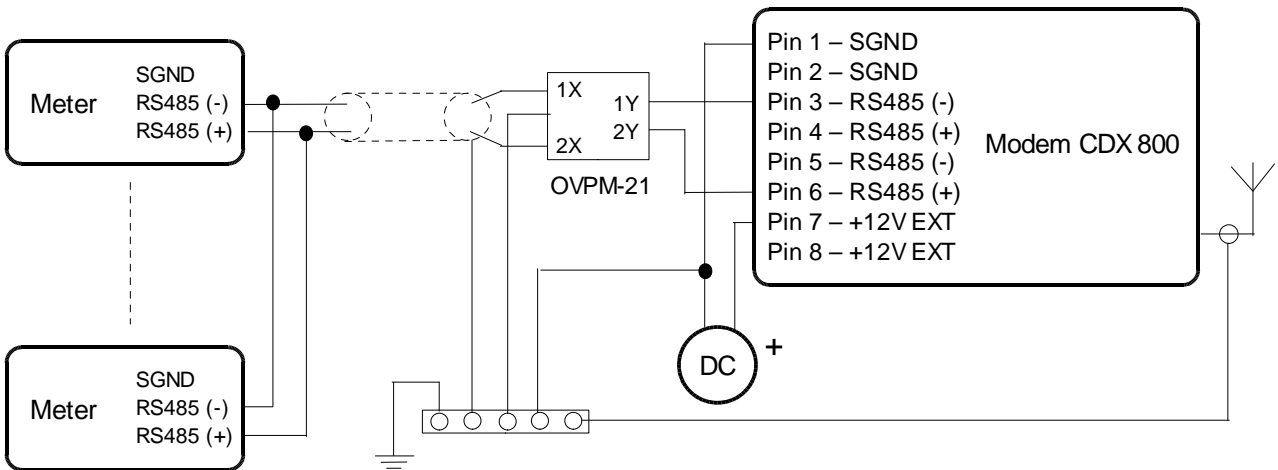 Meter
SGND
RS485 (-)
RS485 (+)
1X
2X
1Y
2Y
OVPM-21
Pin 1 – SGND
Pin 2 – SGND
Pin 3 – RS485 (-)
Pin 4 – RS485 (+)
Pin 5 – RS485 (-)
Pin 6 – RS485 (+)
Pin 7 – +12V EXT
Pin 8 – +12V EXT
Modem CDX 800
DC
+
Meter
SGND
RS485 (-)
RS485 (+)